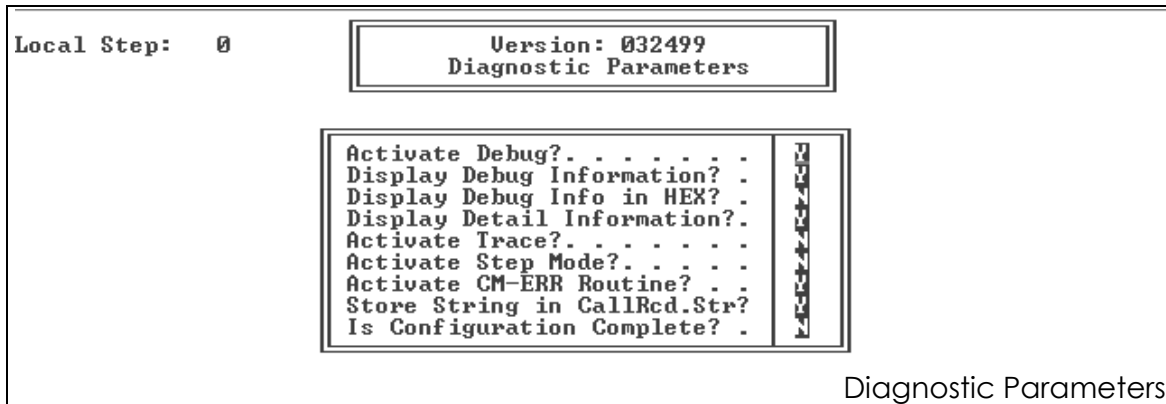 Local Step: 0
Version: 032499
Diagnostic Parameters
Activate Debug?. . . . . . . Y
Display Debug Information? . Y
Display Debug Info in HEX? . N
Display Detail Information?. Y
Activate Trace?. . . . . . . N
Activate Step Mode?. . . . . N
Activate CM-ERR Routine? . . Y
Store String in CallRcd.Str? Y
Is Configuration Complete? . N
Diagnostic Parameters